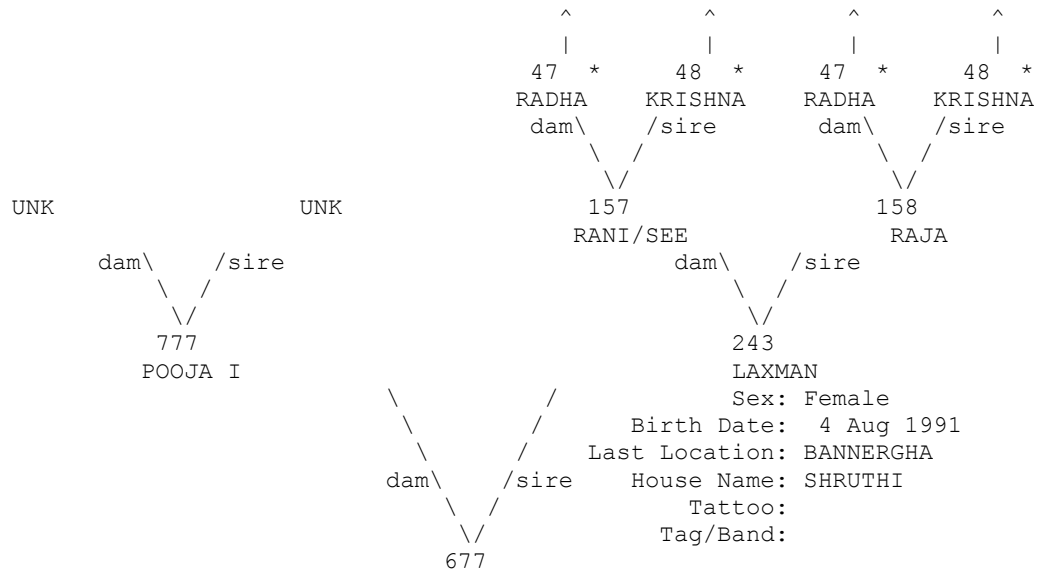 ^ ^ ^ ^
| | | |
47 * 48 * 47 * 48 *
RADHA KRISHNA RADHA KRISHNA
dam\ /sire dam\ /sire
\ / \ /
\/ \/
UNK UNK 157 158
RANI/SEE RAJA
dam\ /sire dam\ /sire
\ / \ /
\/ \/
777 243
POOJA I LAXMAN
\ / Sex: Female
\ / Birth Date: 4 Aug 1991
\ / Last Location: BANNERGHA
dam\ /sire House Name: SHRUTHI
\ / Tattoo:
\/ Tag/Band:
677